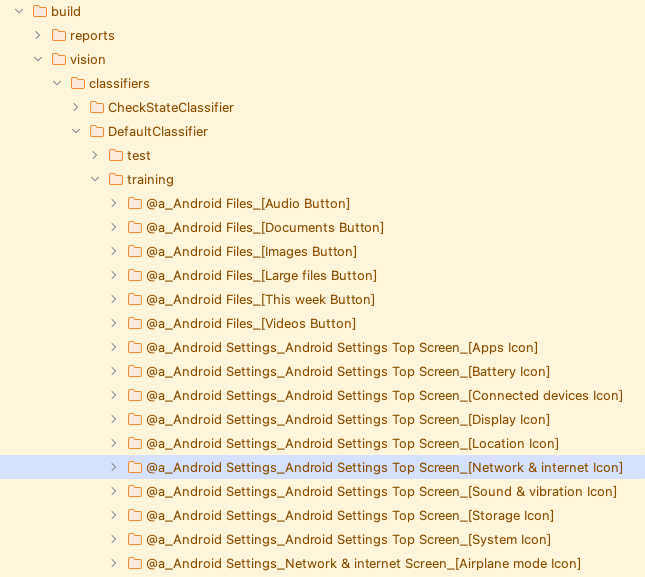 build
reports
vision
classifiers
CheckStateClassifier
DefaultClassifier
test
training
@a_Android Files_[Audio Button]
@a_Android Files_[Documents Button]
@a_Android Files_[Images Button]
@a_Android Files_[Large files Button]
@a_Android Files_[This week Button]
@a_Android Files_[Videos Button]
@a_Android Settings_Android Settings Top Screen_[Apps Icon]
@a_Android Settings_Android Settings Top Screen_[Battery Icon]
@a_Android Settings_Android Settings Top Screen_[Connected devices Icon]
@a_Android Settings_Android Settings Top Screen_[Display Icon]
@a_Android Settings_Android Settings Top Screen_[Location Icon]
@a_Android Settings_Android Settings Top Screen_[Network & internet Icon]
@a_Android Settings_Android Settings Top Screen_[Sound & vibration Icon]
@a_Android Settings_Android Settings Top Screen_[Storage Icon]
@a_Android Settings_Android Settings Top Screen_[System Icon]
@a_Android Settings_Network & internet Screen_[Airplane mode Icon]